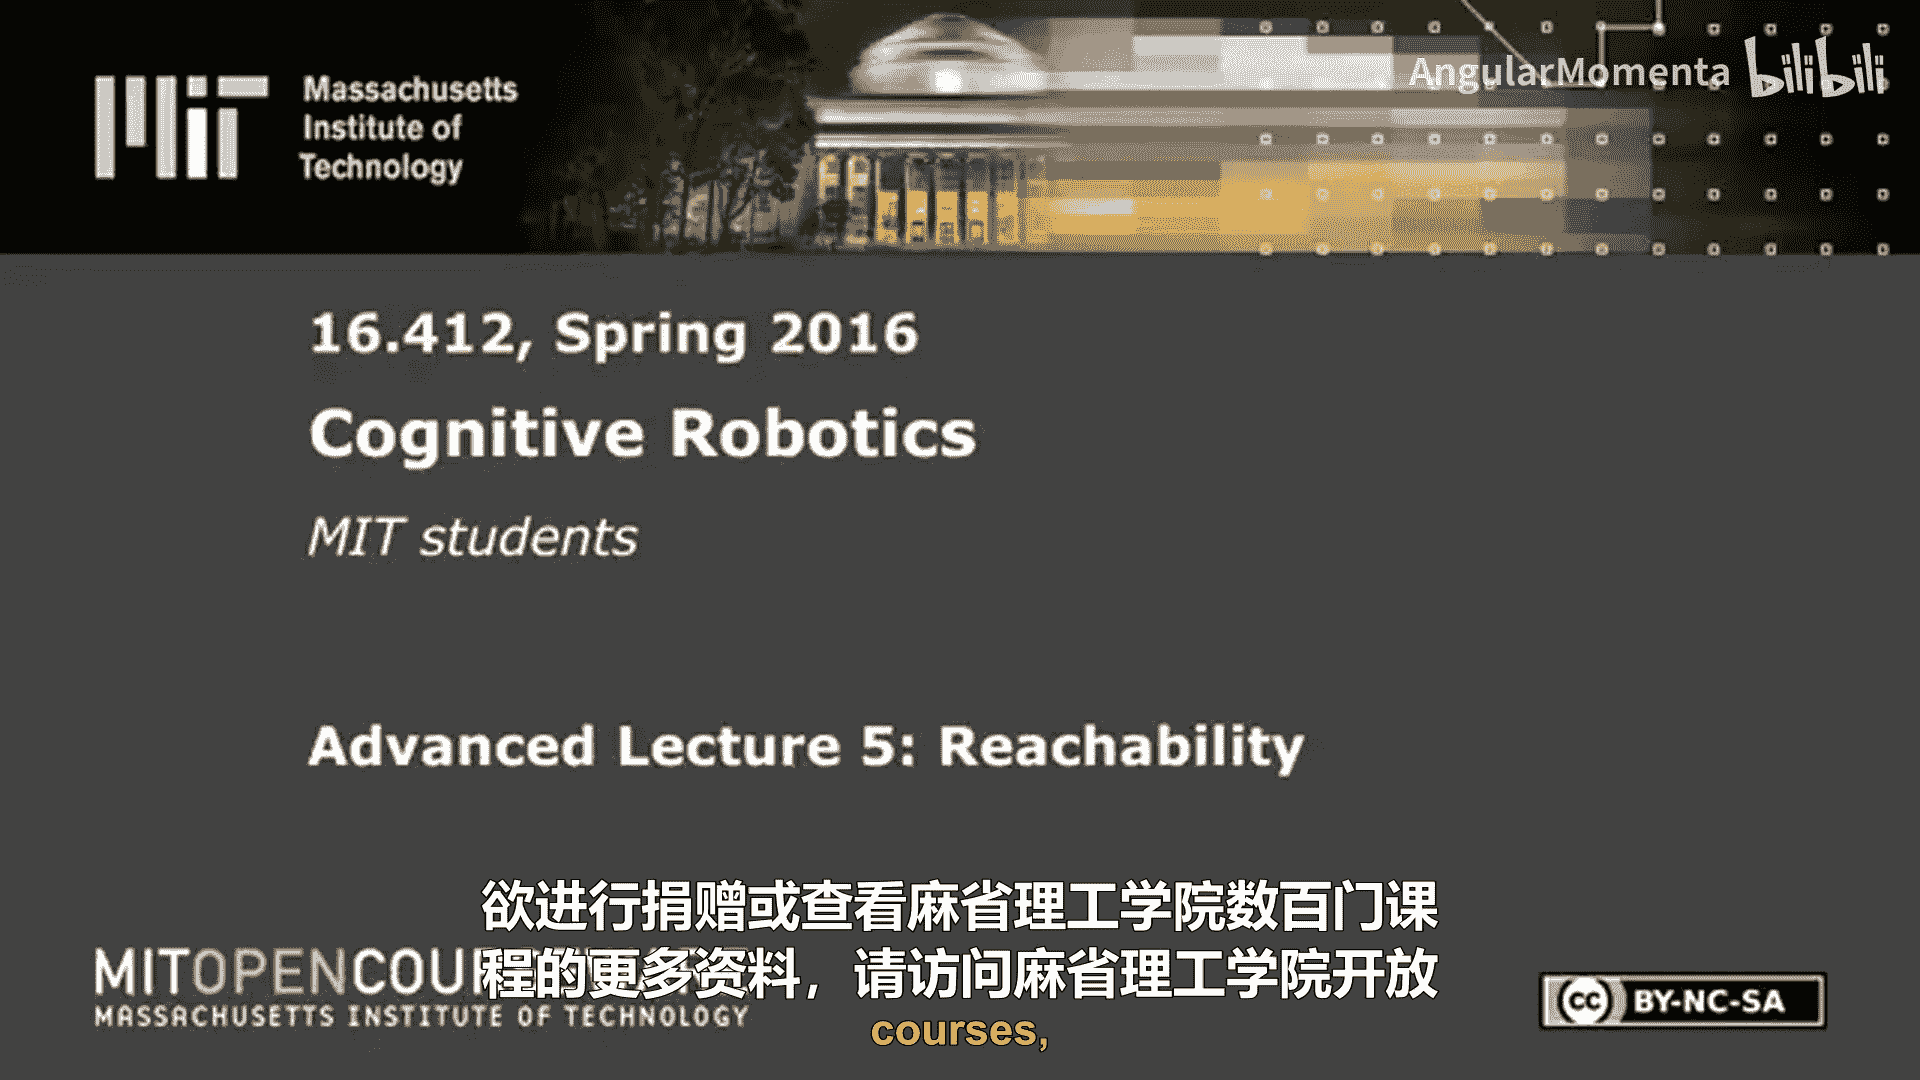 Massachusetts
Institute of
Technology
AngularMomenta bilibili
16.412, Spring 2016
Cognitive Robotics
MIT students
Advanced Lecture 5: Reachability
欲进行捐赠或查看麻省理工学院数百门课
程的更多资料，请访问麻省理工学院开放
MITOPENCOU
MASSACHUSETTS INSTITUTE OF TECHNOLOGY
courses,
cc BY-NC-SA